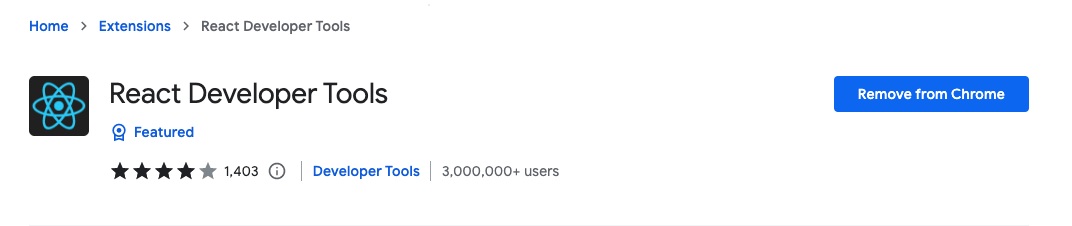 Home > Extensions > React Developer Tools
React Developer Tools
Remove from Chrome
Featured
1,403 Developer Tools 3,000,000+ users